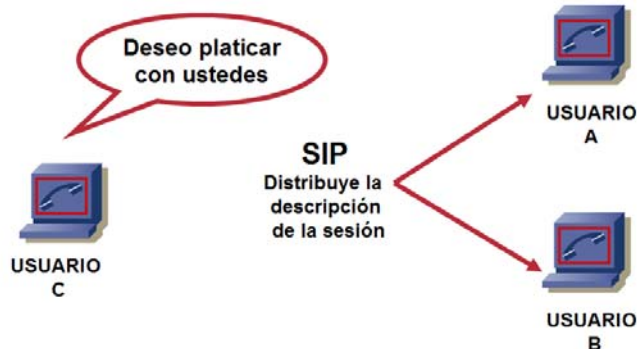 Deseo platicar
con ustedes
USUARIO
A
SIP
Distribuye la
descripción
de la sesión
USUARIO
C
USUARIO
B